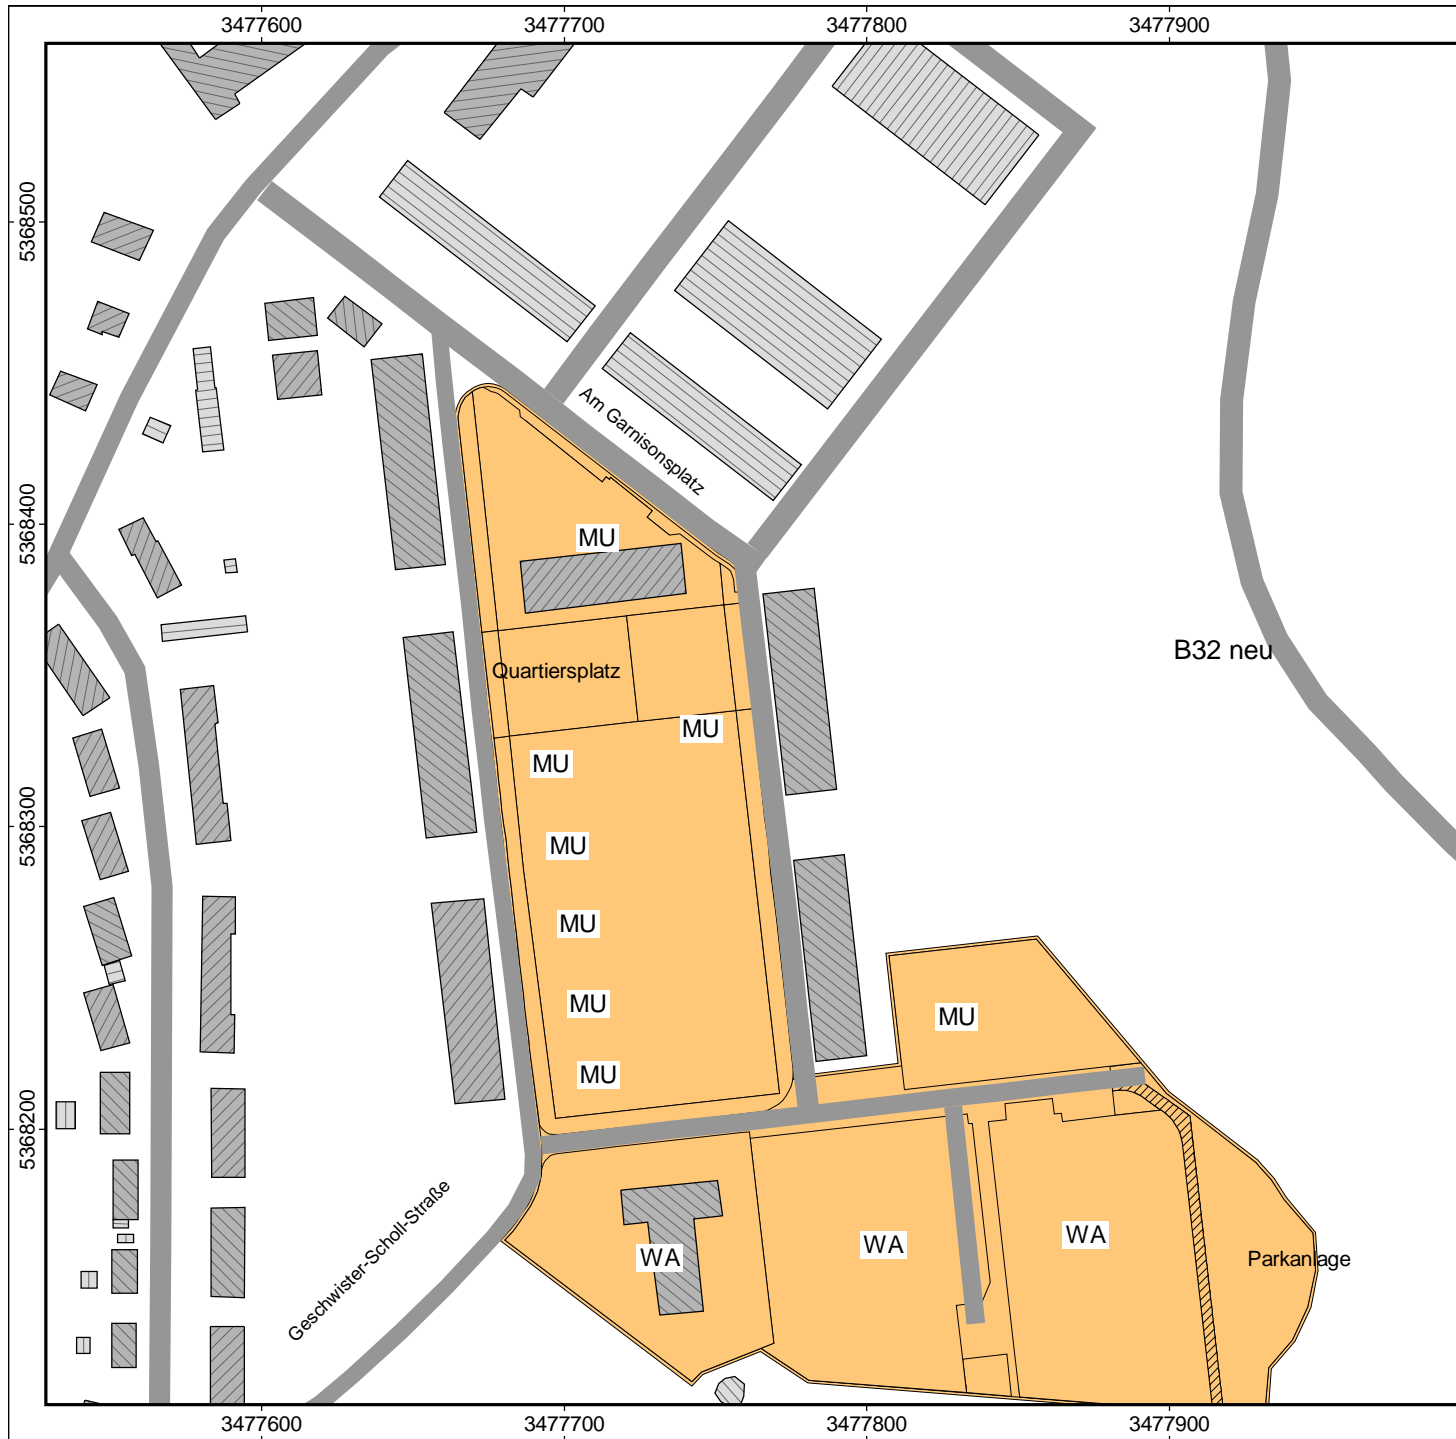 3477600 3477700 3477800 3477900
5368500
Am Garnisonsplatz
5368400
MU
B32 neu
Quartiersplatz
MU
MU
5368300
MU
MU
MU
MU
MU
5368200
Geschwister-Scholl-Straße
WA
WA
WA
Parkanlage
3477600 3477700 3477800 3477900